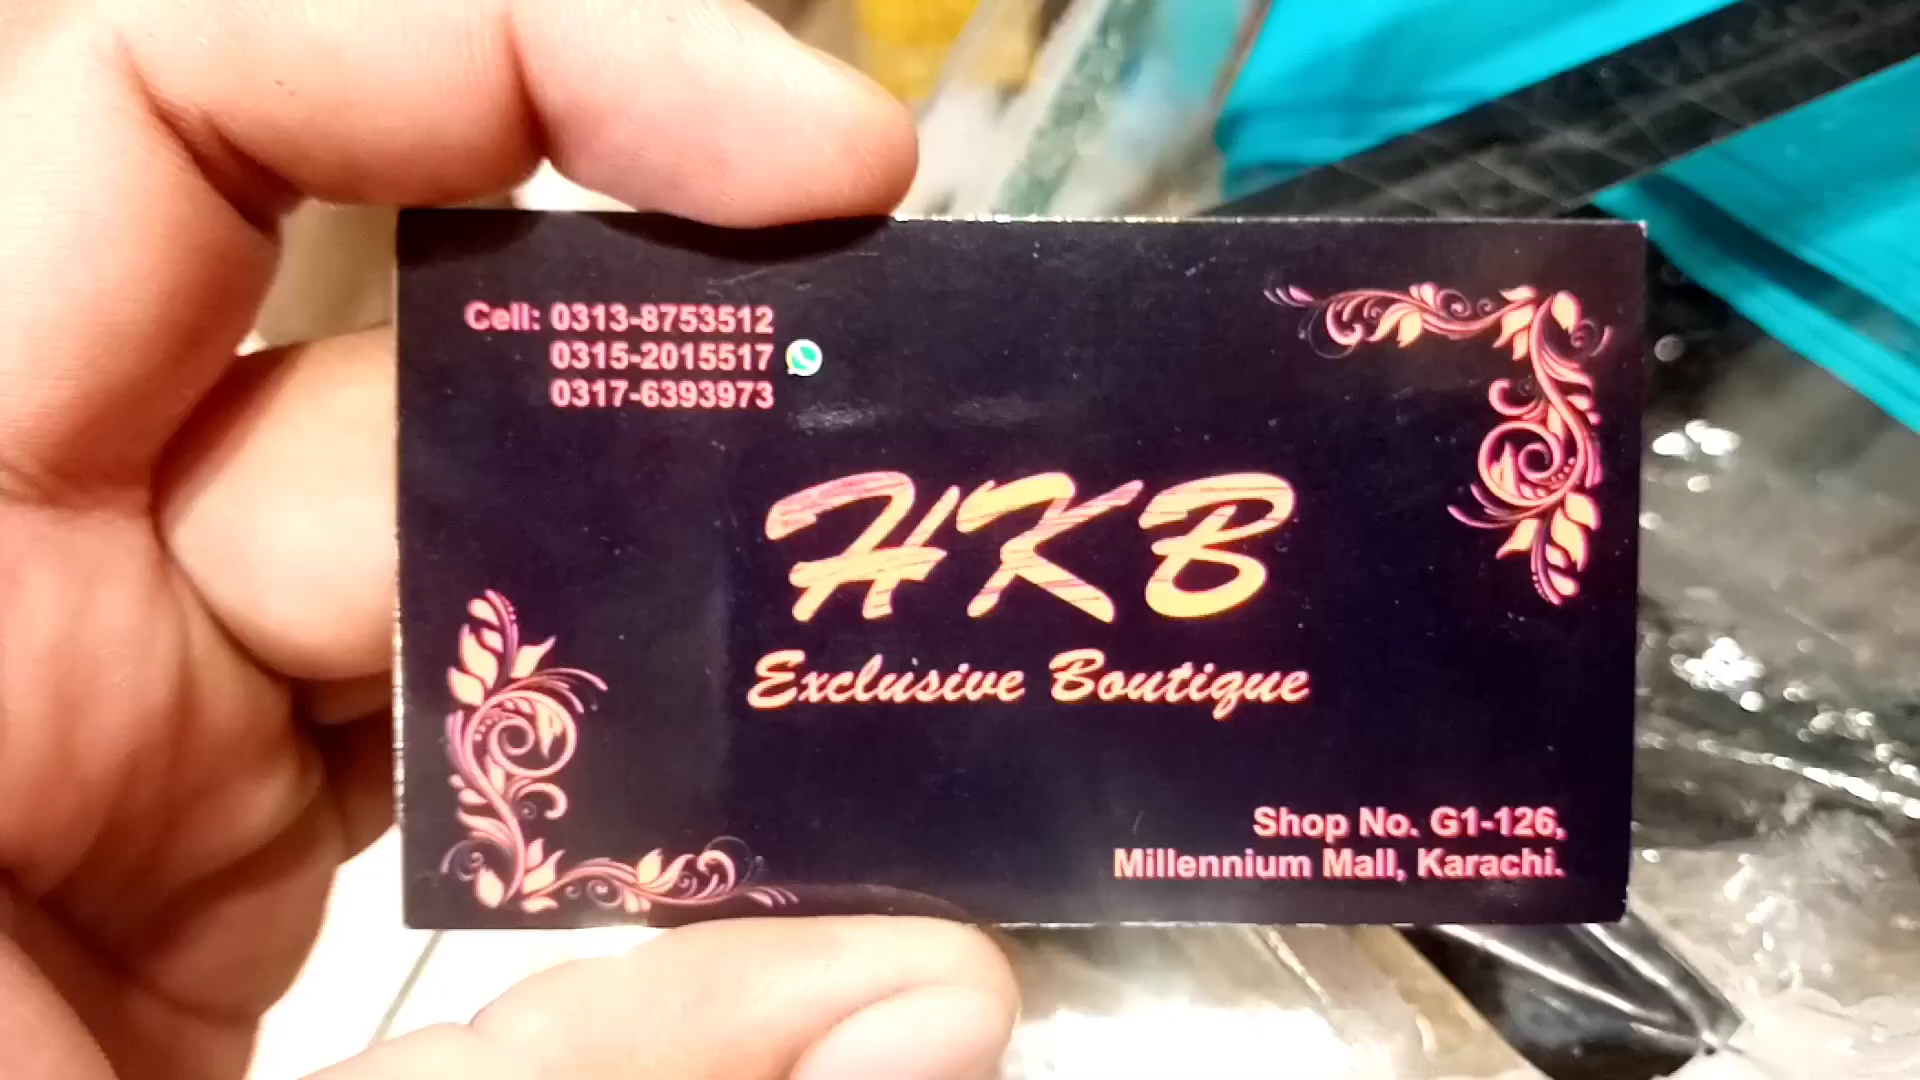 Cell: 0313-8753512
0315-2015517
0317-6393973
HKB
Exclusive Boutique
Shop No. G1-126,
Millennium Mall, Karachi.